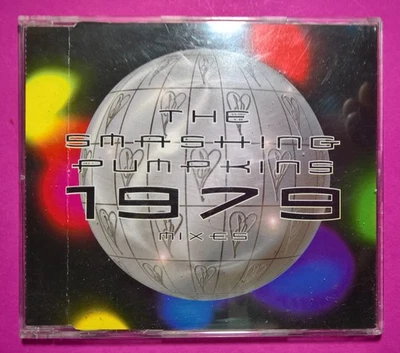 THE
SMASHING
PUMPKINS
1979
MIXES